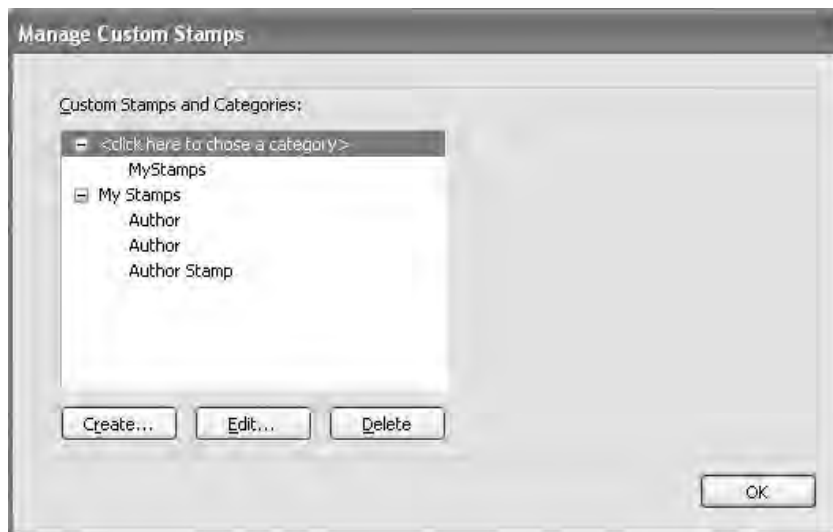 Manage Custom Stamps
Custom Stamps and Categories:
<click here to chose a category>
MyStamps
My Stamps
Author
Author
Author Stamp
Create... Edit... Delete
OK